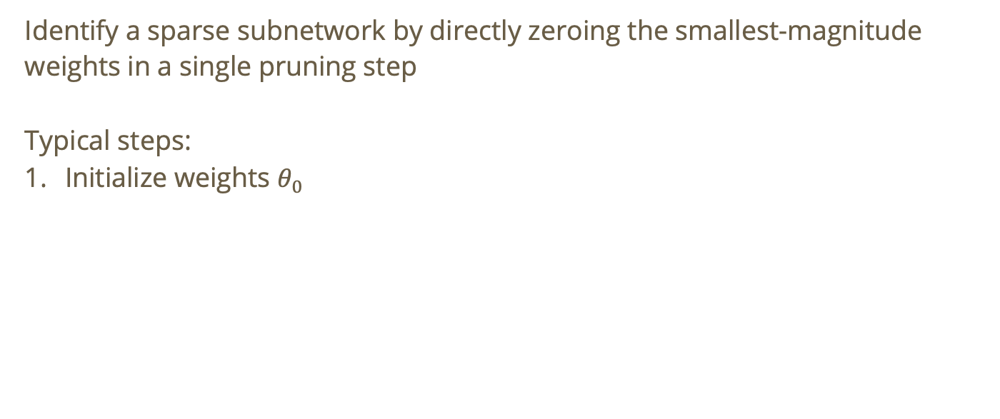 Identify a sparse subnetwork by directly zeroing the smallest-magnitude
weights in a single pruning step
Typical steps:
1. Initialize weights θ₀